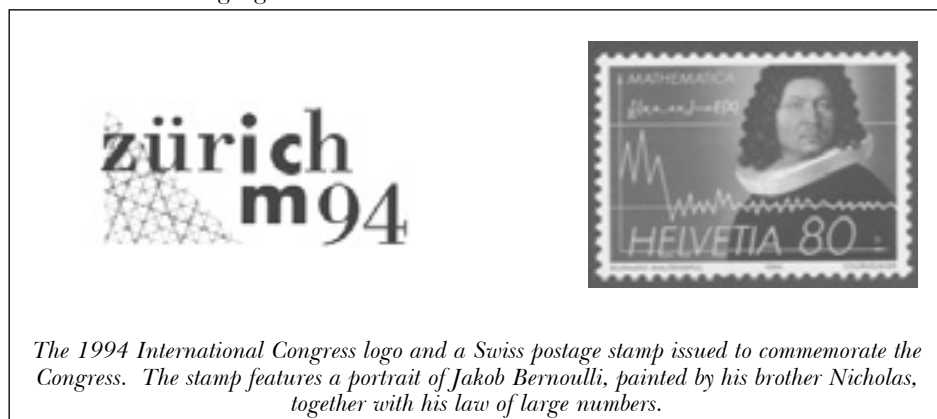 zürich
m94
MATHEMATICA
HELVETIA 80
The 1994 International Congress logo and a Swiss postage stamp issued to commemorate the
Congress. The stamp features a portrait of Jakob Bernoulli, painted by his brother Nicholas,
together with his law of large numbers.